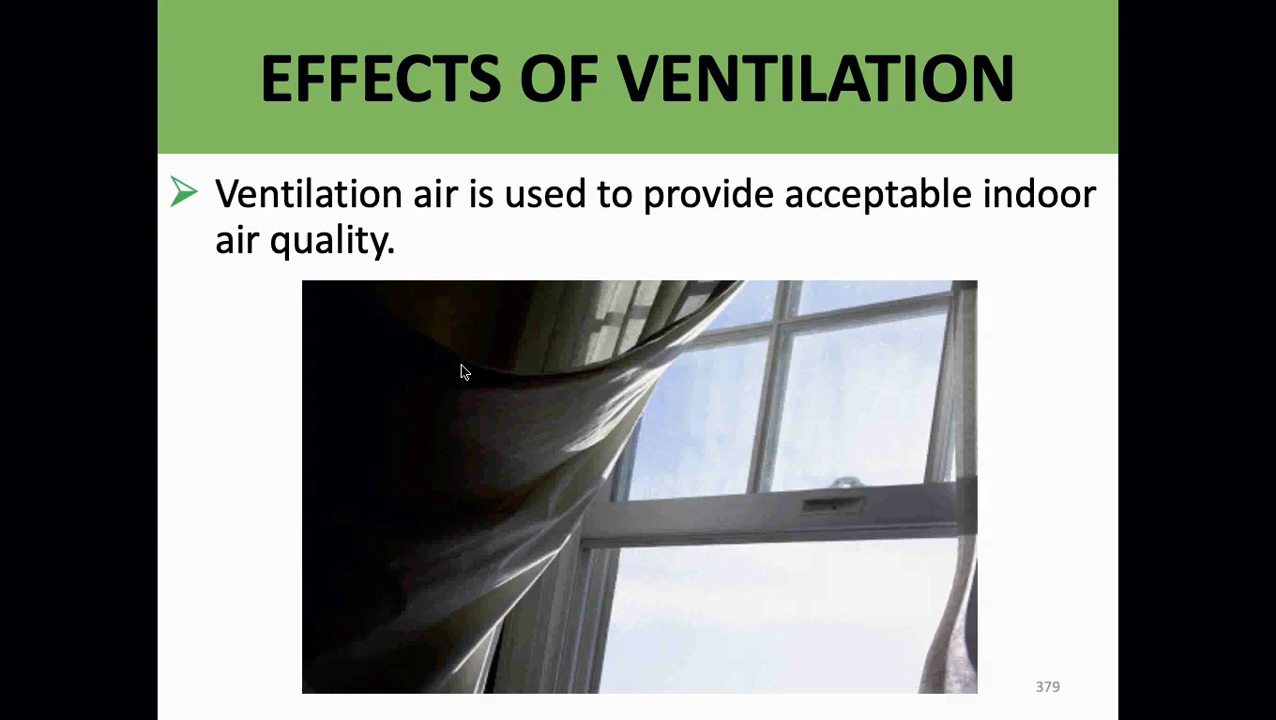 EFFECTS OF VENTILATION
Ventilation air is used to provide acceptable indoor
air quality.
379